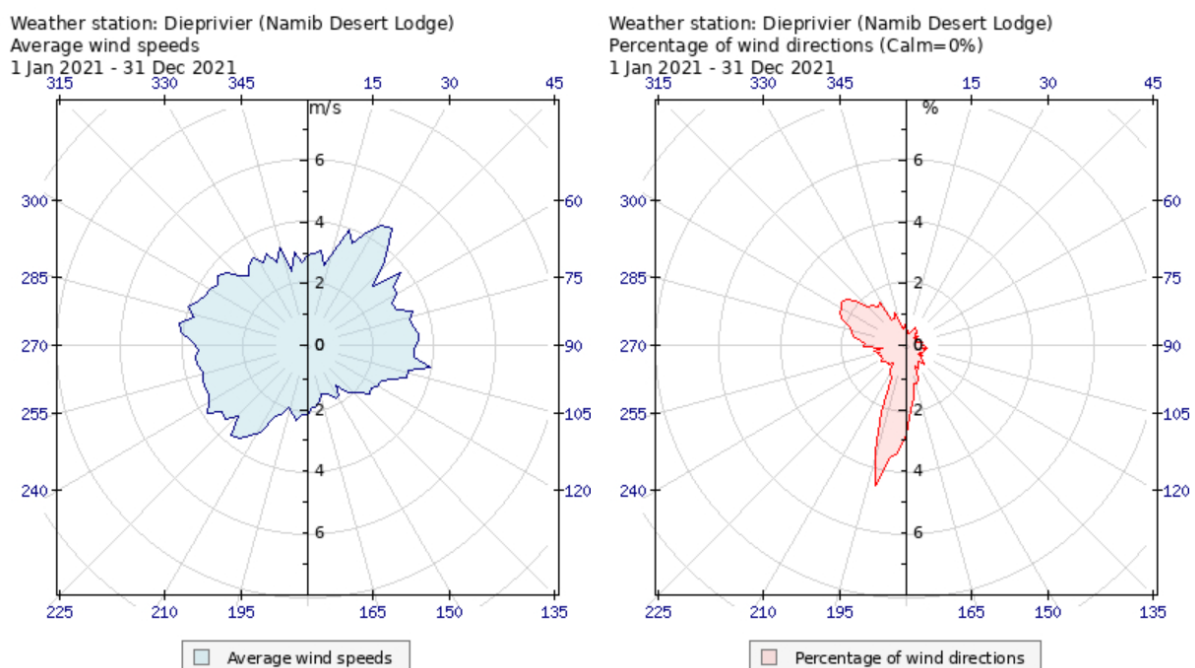 Weather station: Dieprivier (Namib Desert Lodge)
Average wind speeds
1 Jan 2021 - 31 Dec 2021
315 330 345 15 30 45
m/s
6
300 60
4
285 75
2
270 0 90
2
255 105
4
240 120
6
225 210 195 165 150 135
Average wind speeds
Weather station: Dieprivier (Namib Desert Lodge)
Percentage of wind directions (Calm=0%)
1 Jan 2021 - 31 Dec 2021
315 330 345 15 30 45
%
6
300 60
4
285 75
2
270 0 90
2
255 105
4
240 120
6
225 210 195 165 150 135
Percentage of wind directions